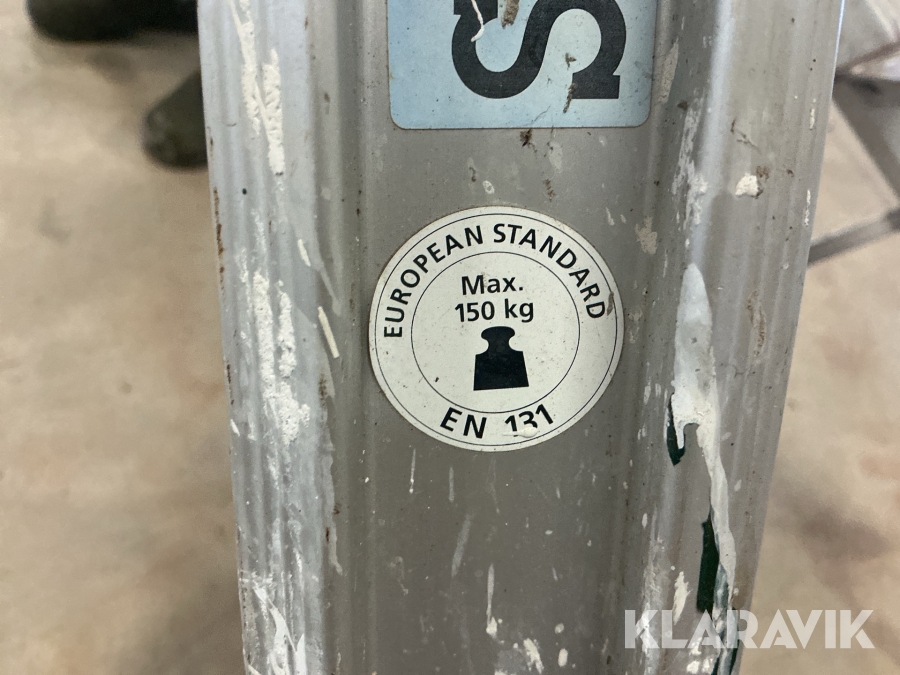 EUROPEAN STANDARD
Max.
150 kg
EN 131
KLARAVIK